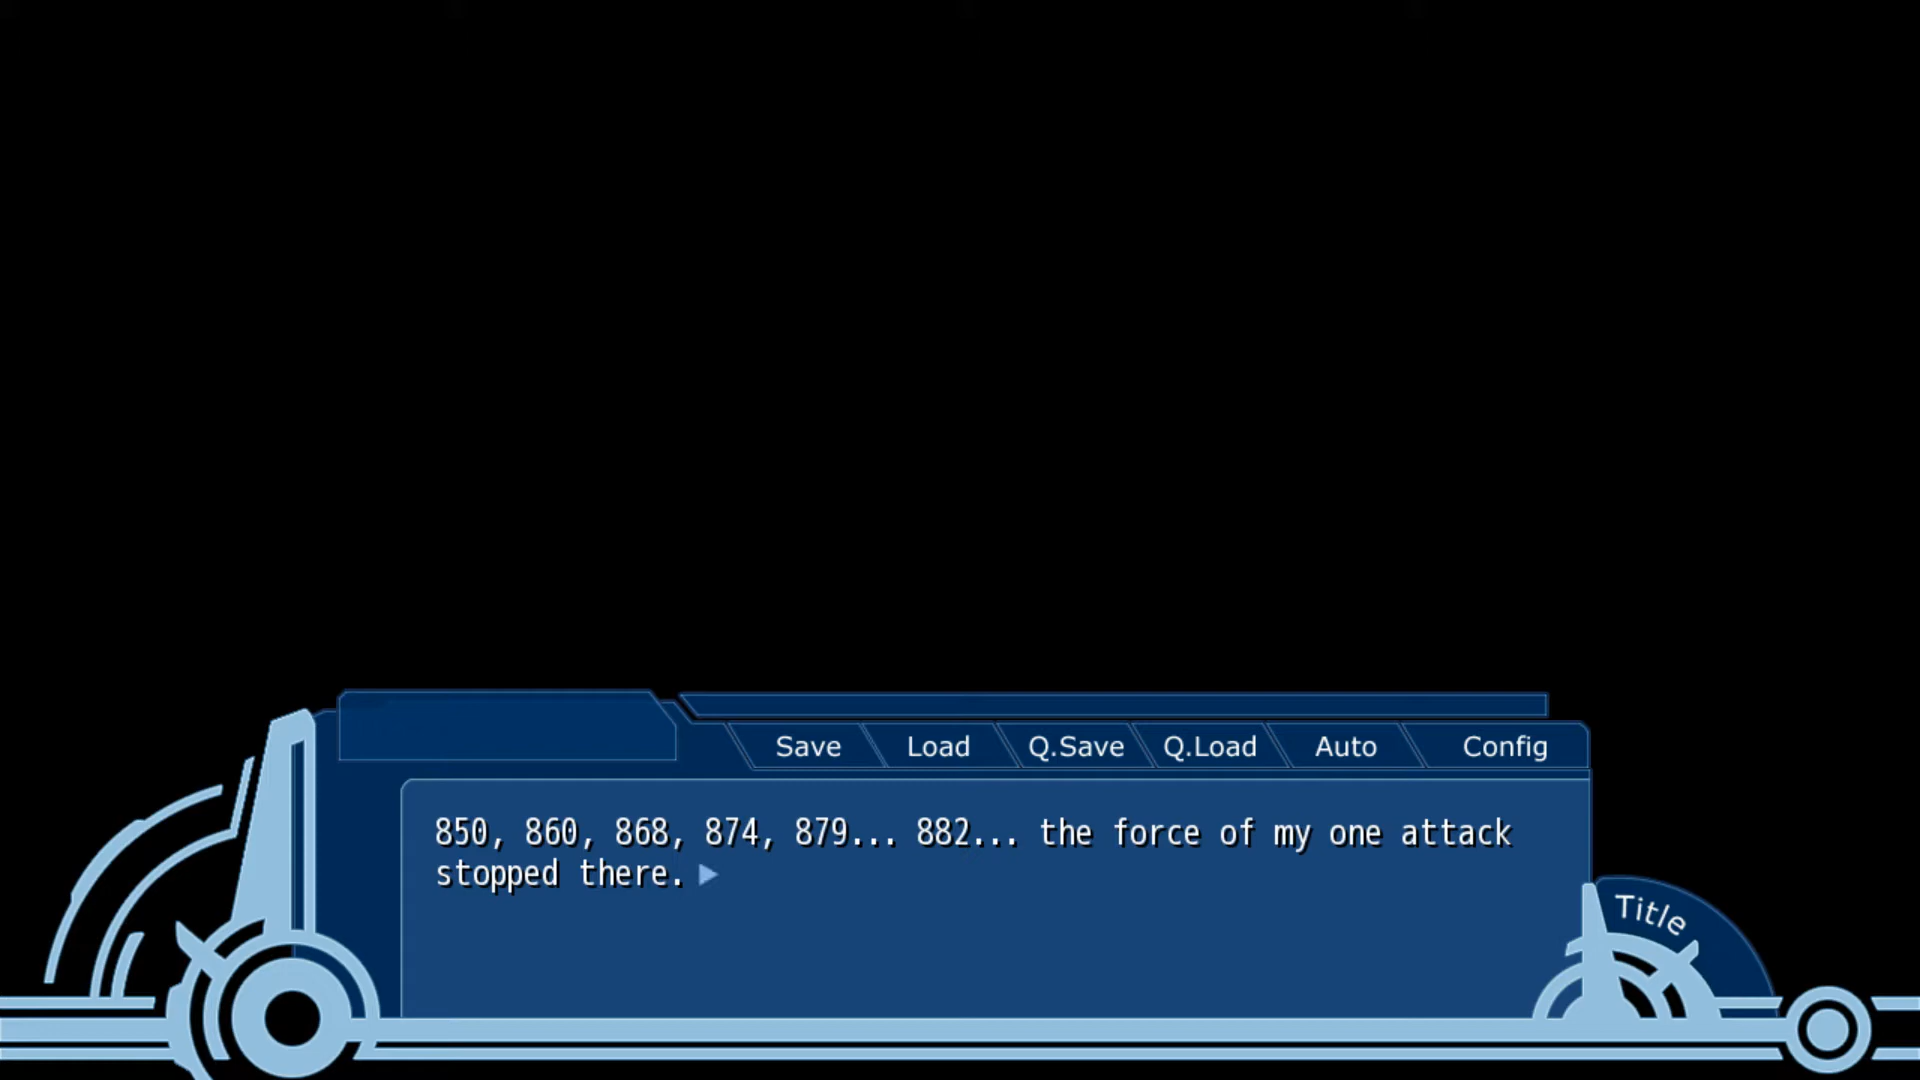 Save Load Q.Save Q.Load Auto Config
850, 860, 868, 874, 879... 882... the force of my one attack
stopped there.
Title